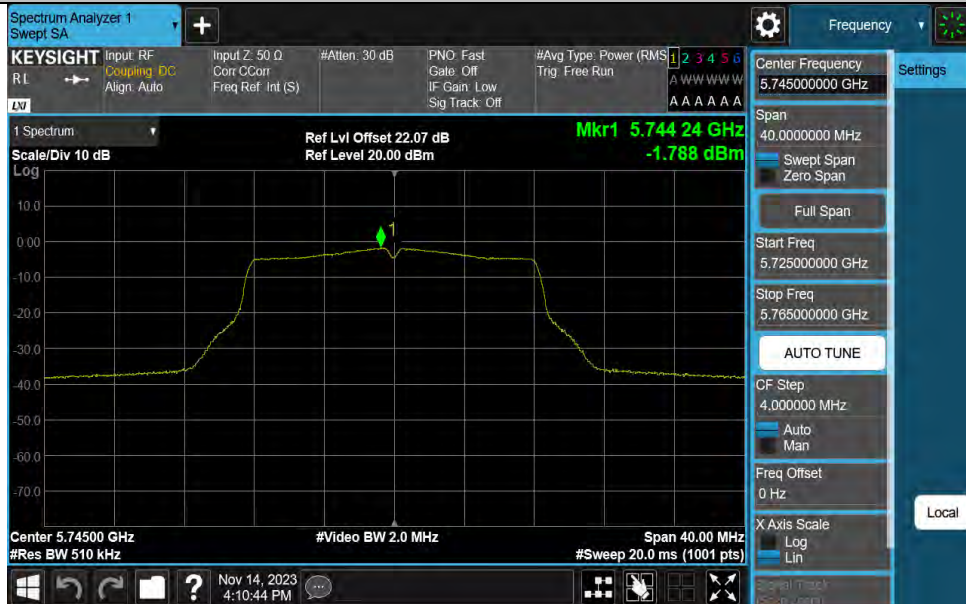 Spectrum Analyzer 1
Swept SA
+
Frequency
KEYSIGHT
RL
LXI
Input: RF
Coupling: DC
Align: Auto
Input Z: 50 Ω
Corr CCorr
Freq Ref: Int (S)
#Atten: 30 dB
PNO: Fast
Gate: Off
IF Gain: Low
Sig Track: Off
#Avg Type: Power (RMS
Trig: Free Run
1 2 3 4 5 6
A WW WW W
A A A A A A
1 Spectrum
Scale/Div 10 dB
Log
Ref Lvl Offset 22.07 dB
Ref Level 20.00 dBm
Mkr1 5.744 24 GHz
-1.788 dBm
10.0
0.00
-10.0
-20.0
-30.0
-40.0
-50.0
-60.0
-70.0
1
Center 5.74500 GHz
#Res BW 510 kHz
#Video BW 2.0 MHz
Span 40.00 MHz
#Sweep 20.0 ms (1001 pts)
Center Frequency
5.745000000 GHz
Span
40.0000000 MHz
Swept Span
Zero Span
Full Span
Start Freq
5.725000000 GHz
Stop Freq
5.765000000 GHz
AUTO TUNE
CF Step
4.000000 MHz
Auto
Man
Freq Offset
0 Hz
X Axis Scale
Log
Lin
Signal Track
Settings
Local
?
Nov 14, 2023
4:10:44 PM